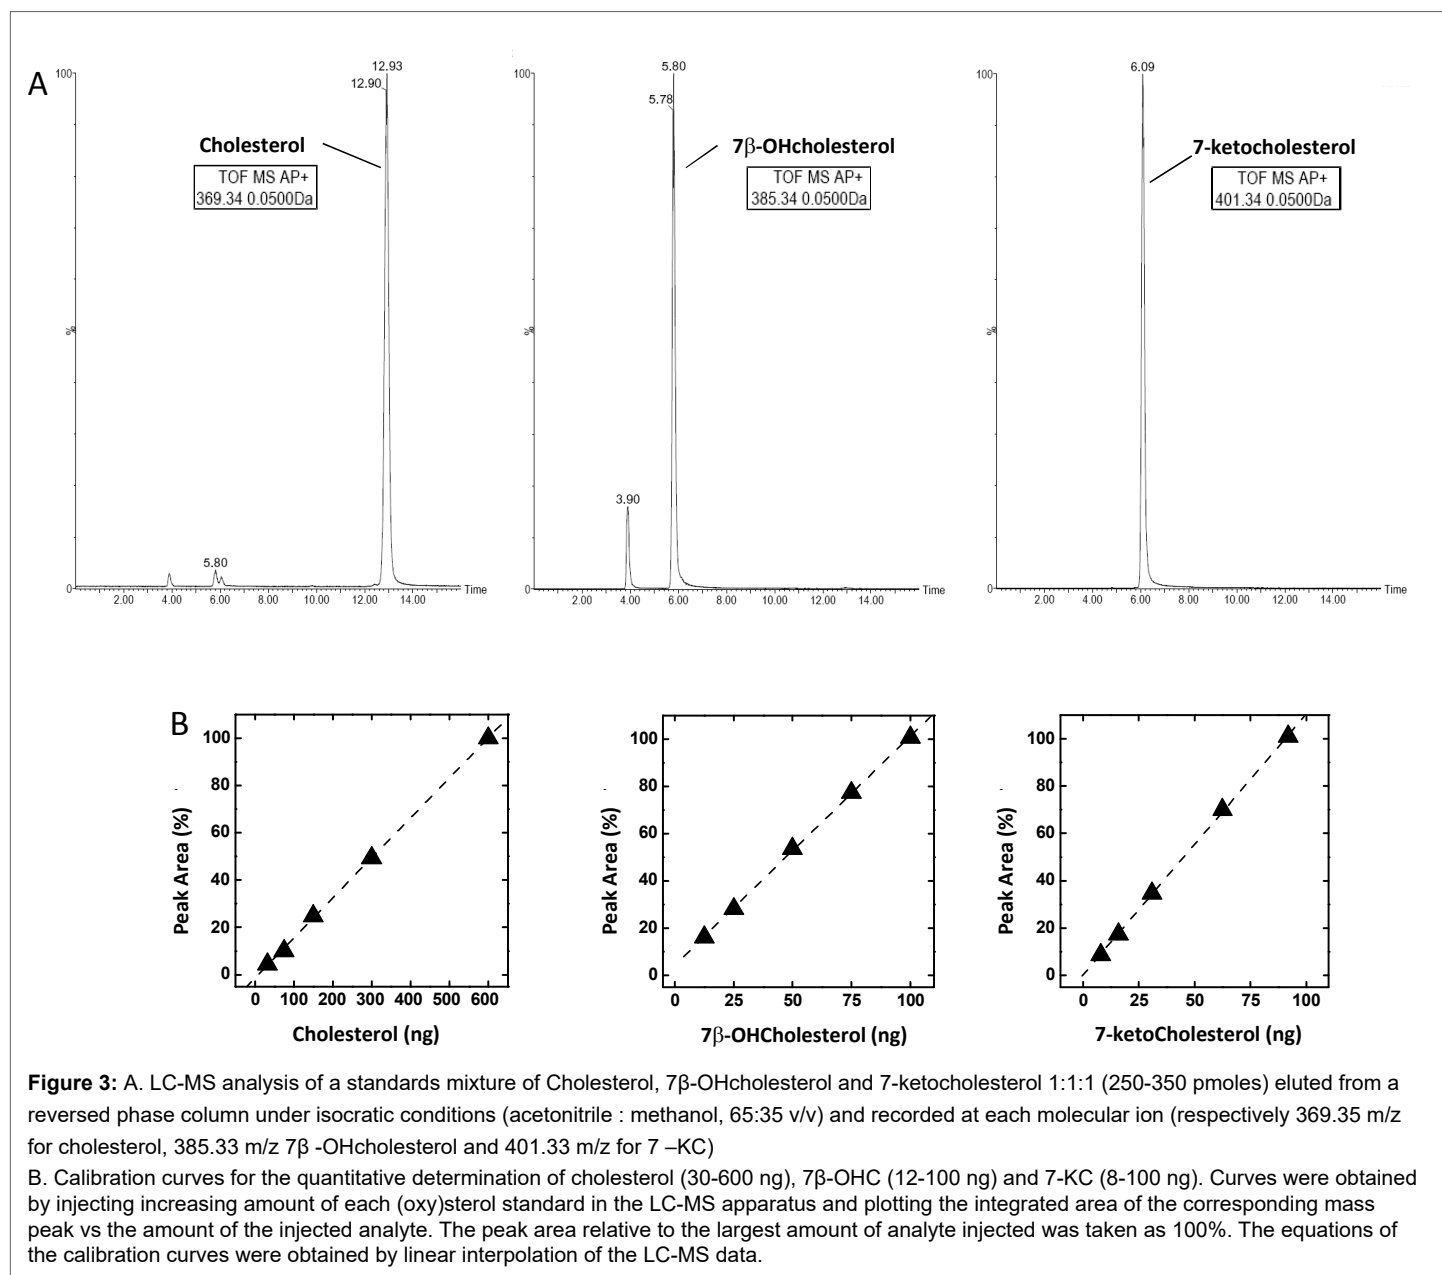 A
100
%
0
12.93
12.90
Cholesterol
TOF MS AP+
369.34 0.0500Da
5.80
2.00 4.00 6.00 8.00 10.00 12.00 14.00
Time
100
%
0
5.80
5.78
7β-OHcholesterol
TOF MS AP+
385.34 0.0500Da
3.90
2.00 4.00 6.00 8.00 10.00 12.00 14.00
Time
100
%
0
6.09
7-ketocholesterol
TOF MS AP+
401.34 0.0500Da
2.00 4.00 6.00 8.00 10.00 12.00 14.00
Time
B
Peak Area (%)
100
80
60
40
20
0
0 100 200 300 400 500 600
Cholesterol (ng)
Peak Area (%)
100
80
60
40
20
0
0 25 50 75 100
7β-OHCholesterol (ng)
Peak Area (%)
100
80
60
40
20
0
0 25 50 75 100
7-ketoCholesterol (ng)
Figure 3: A. LC-MS analysis of a standards mixture of Cholesterol, 7β-OHcholesterol and 7-ketocholesterol 1:1:1 (250-350 pmoles) eluted from a
reversed phase column under isocratic conditions (acetonitrile : methanol, 65:35 v/v) and recorded at each molecular ion (respectively 369.35 m/z
for cholesterol, 385.33 m/z 7β -OHcholesterol and 401.33 m/z for 7 –KC)
B. Calibration curves for the quantitative determination of cholesterol (30-600 ng), 7β-OHC (12-100 ng) and 7-KC (8-100 ng). Curves were obtained
by injecting increasing amount of each (oxy)sterol standard in the LC-MS apparatus and plotting the integrated area of the corresponding mass
peak vs the amount of the injected analyte. The peak area relative to the largest amount of analyte injected was taken as 100%. The equations of
the calibration curves were obtained by linear interpolation of the LC-MS data.